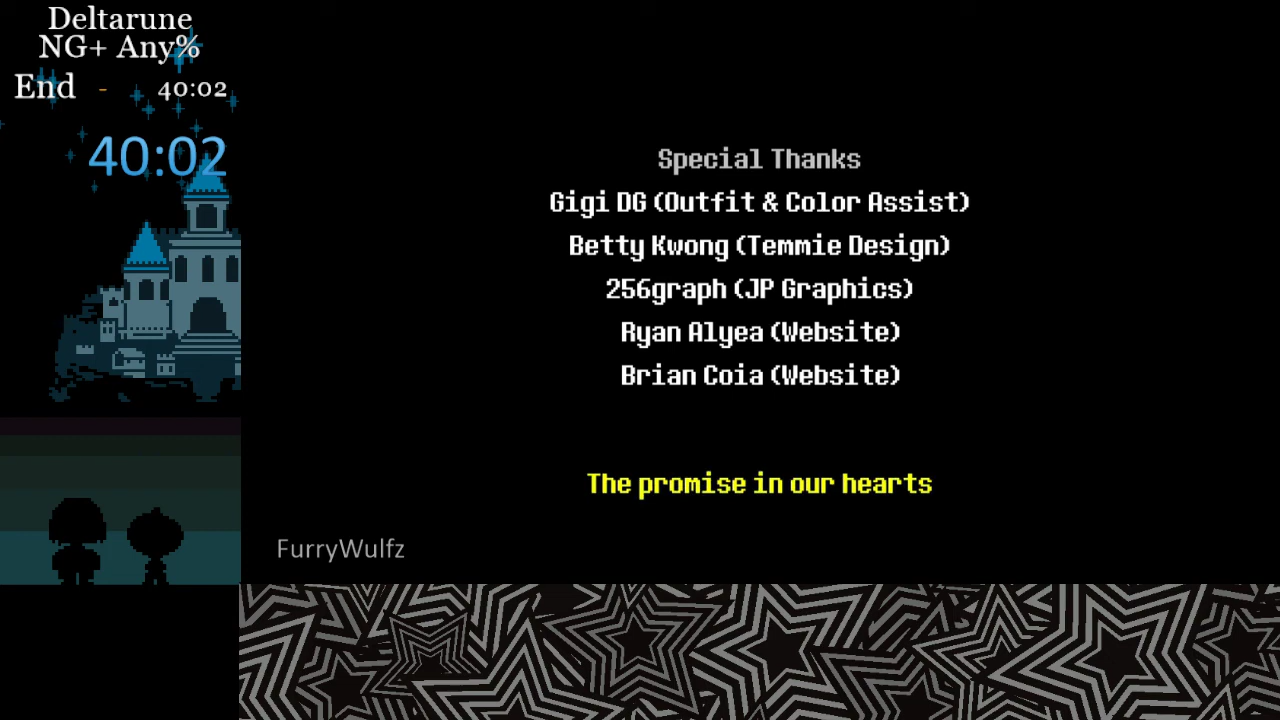 Deltarune
NG+ Any%
End - 40:02
40:02
Special Thanks
Gigi DG (Outfit & Color Assist)
Betty Kwong (Temmie Design)
256graph (JP Graphics)
Ryan Alyea (Website)
Brian Coia (Website)
The promise in our hearts
FurryWulfz